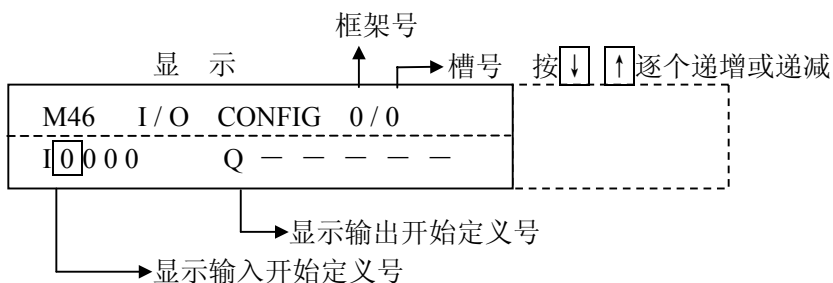 框架号
显 示
槽号
按 ↓ ↑ 逐个递增或递减
M46 I / O CONFIG 0 / 0
I 0 0 0 0 Q － － － － －
显示输出开始定义号
显示输入开始定义号